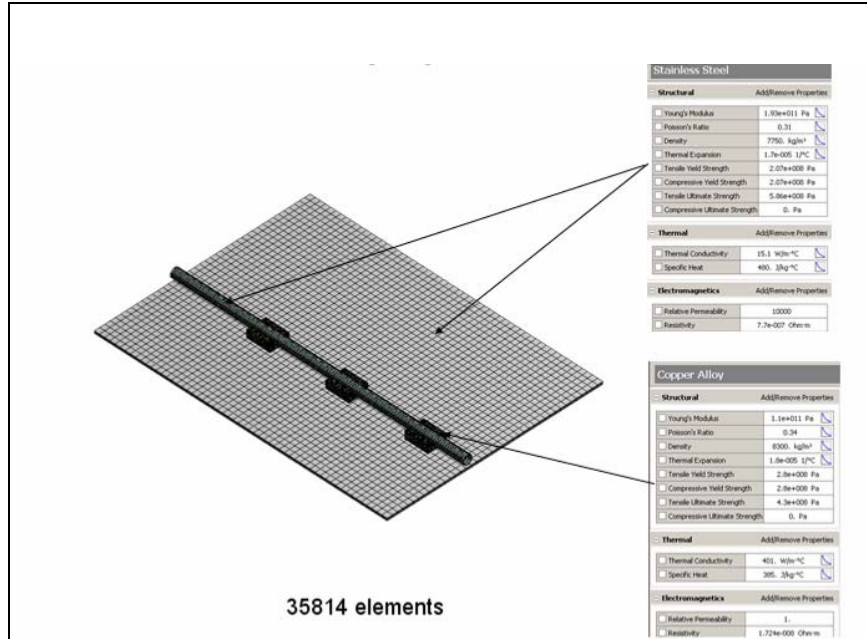 Stainless Steel
Structural Add/Remove Properties
Young's Modulus 1.93e+011 Pa
Poisson's Ratio 0.31
Density 7750. kg/m³
Thermal Expansion 1.7e-005 1/°C
Tensile Yield Strength 2.07e+008 Pa
Compressive Yield Strength 2.07e+008 Pa
Tensile Ultimate Strength 5.86e+008 Pa
Compressive Ultimate Strength 0. Pa
Thermal Add/Remove Properties
Thermal Conductivity 15.1 W/m·°C
Specific Heat 480. J/kg·°C
Electromagnetics Add/Remove Properties
Relative Permeability 10000
Resistivity 7.7e-007 Ohm·m
Copper Alloy
Structural Add/Remove Properties
Young's Modulus 1.1e+011 Pa
Poisson's Ratio 0.34
Density 8300. kg/m³
Thermal Expansion 1.8e-005 1/°C
Tensile Yield Strength 2.8e+008 Pa
Compressive Yield Strength 2.8e+008 Pa
Tensile Ultimate Strength 4.3e+008 Pa
Compressive Ultimate Strength 0. Pa
Thermal Add/Remove Properties
Thermal Conductivity 401. W/m·°C
Specific Heat 385. J/kg·°C
Electromagnetics Add/Remove Properties
Relative Permeability 1.
Resistivity 1.724e-008 Ohm·m
35814 elements